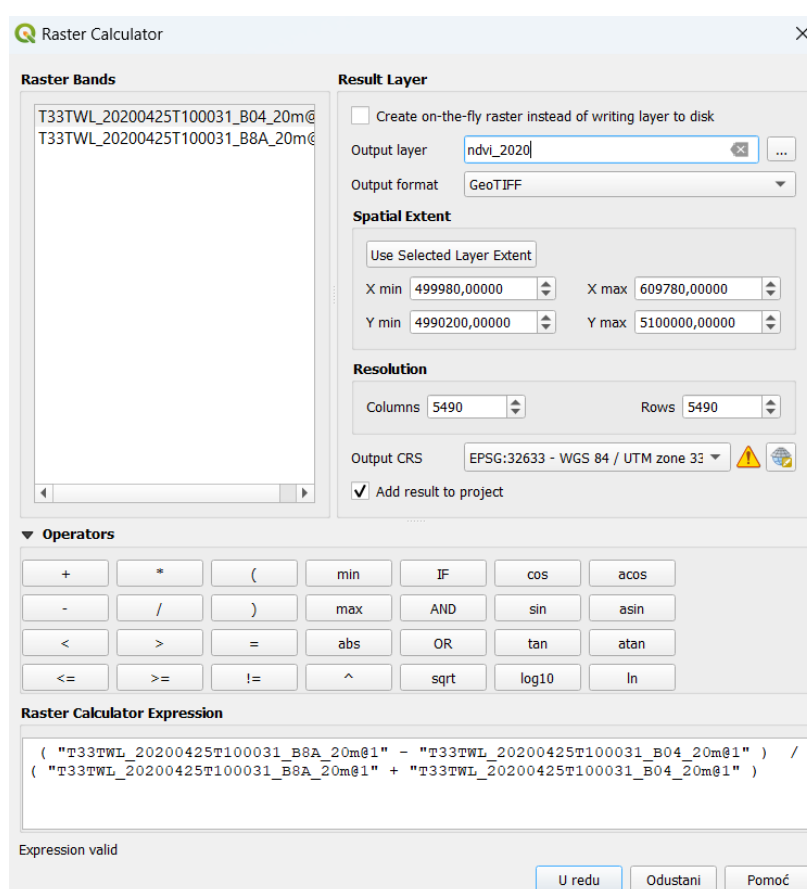 Raster Calculator
Raster Bands
T33TWL_20200425T100031_B04_20m@
T33TWL_20200425T100031_B8A_20m@
Result Layer
Create on-the-fly raster instead of writing layer to disk
Output layer ndvi_2020 ...
Output format GeoTIFF
Spatial Extent
Use Selected Layer Extent
X min 499980,00000 X max 609780,00000
Y min 4990200,00000 Y max 5100000,00000
Resolution
Columns 5490 Rows 5490
Output CRS EPSG:32633 - WGS 84 / UTM zone 33
Add result to project
Operators
+ * ( min IF cos acos
- / ) max AND sin asin
< > = abs OR tan atan
<= >= != ^ sqrt log10 ln
Raster Calculator Expression
( "T33TWL_20200425T100031_B8A_20m@1" - "T33TWL_20200425T100031_B04_20m@1" ) /
( "T33TWL_20200425T100031_B8A_20m@1" + "T33TWL_20200425T100031_B04_20m@1" )
Expression valid
U redu Odustani Pomoć